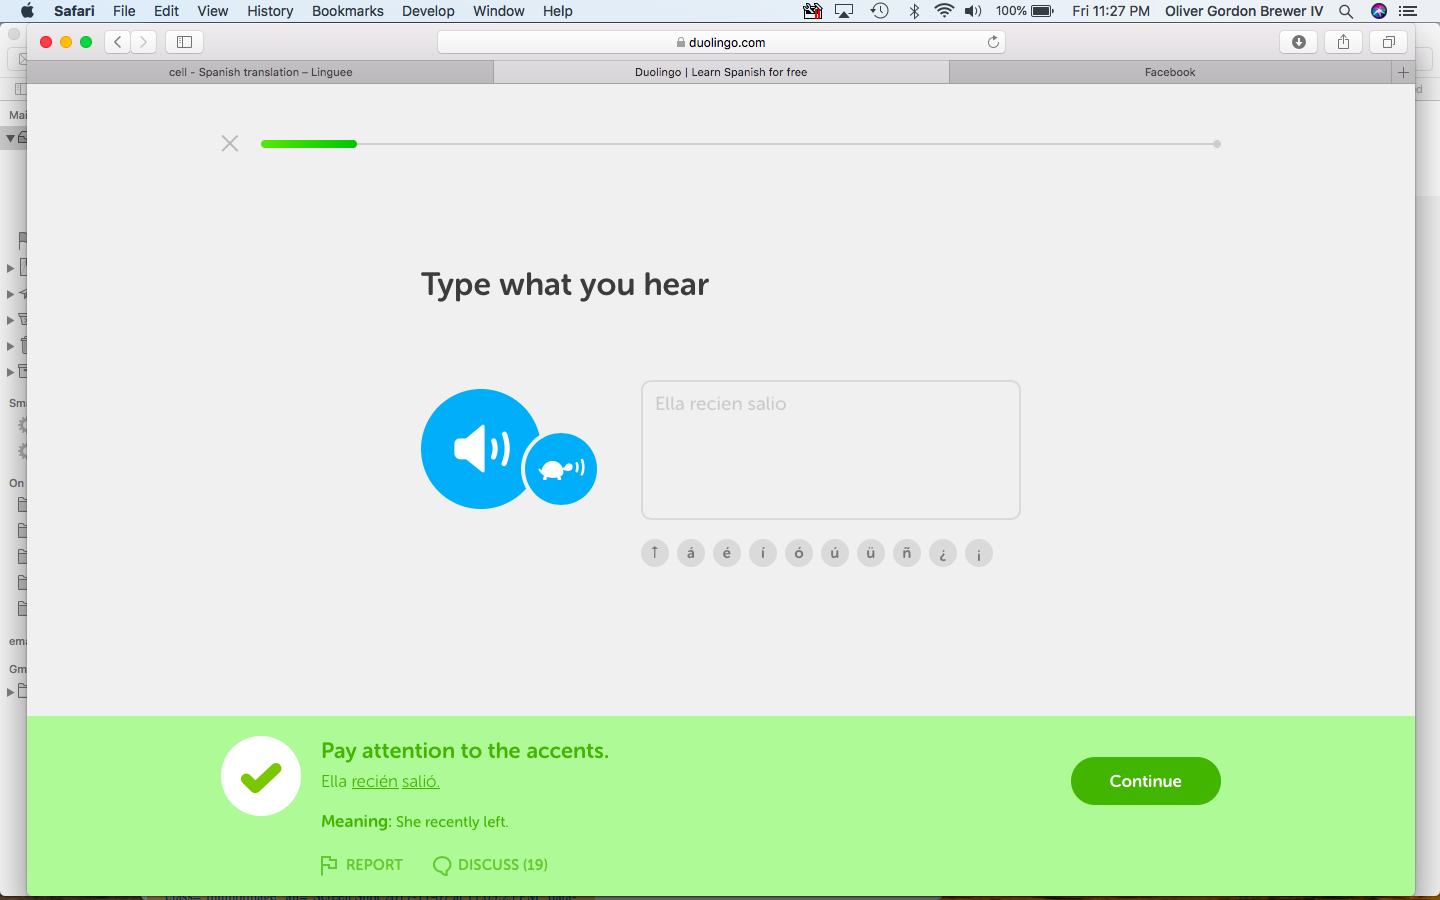 Safari File Edit View History Bookmarks Develop Window Help 100% Fri 11:27 PM Oliver Gordon Brewer IV
duolingo.com
cell - Spanish translation – Linguee Duolingo | Learn Spanish for free Facebook
Type what you hear
Ella recien salio
↑ á é í ó ú ü ñ ¿ ¡
Pay attention to the accents.
Ella recién salió.
Continue
Meaning: She recently left.
REPORT DISCUSS (19)
Mai
Sma
On
ema
Gm